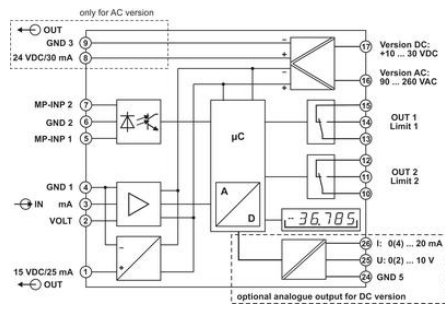 only for AC version
OUT
GND 3 9
24 VDC/30 mA 8
− 17 Version DC:
+10 ... 30 VDC
+
−
+ 16 Version AC:
90 ... 260 VAC
MP-INP 2 7
GND 2 6
MP-INP 1 5
µC
15
14 OUT 1
Limit 1
13
12
11 OUT 2
Limit 2
10
GND 1 4
IN mA 3
VOLT 2
A
D
- 36.785
−
+
15 VDC/25 mA 1
OUT
26 I: 0(4) ... 20 mA
25 U: 0(2) ... 10 V
24 GND 5
optional analogue output for DC version